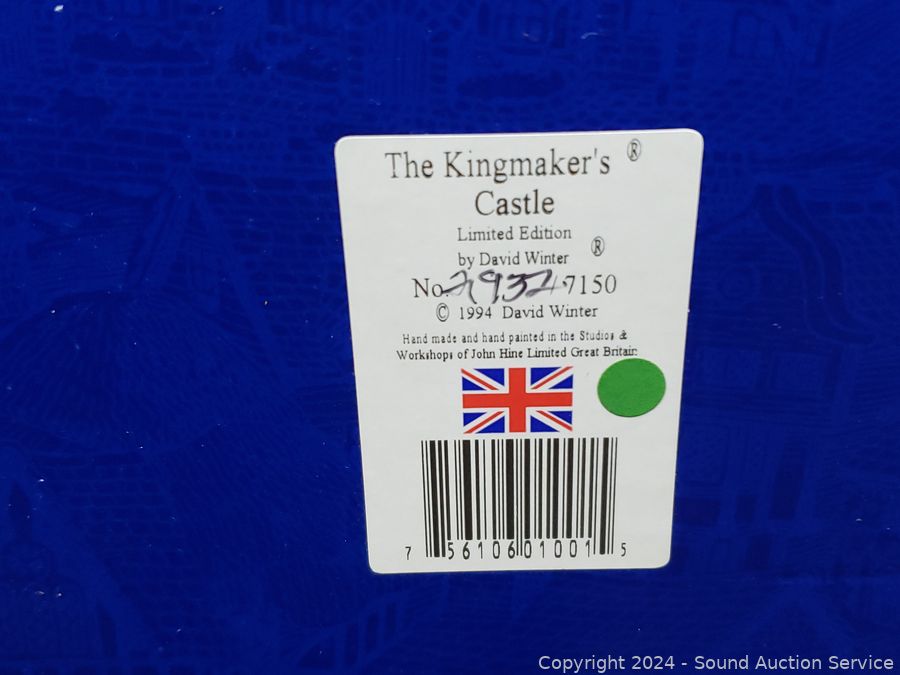 The Kingmaker's ®
Castle
Limited Edition
by David Winter ®
No. 2932/7150
© 1994 David Winter
Hand made and hand painted in the Studios &
Workshops of John Hine Limited Great Britain
7 56106 01001 5
Copyright 2024 - Sound Auction Service